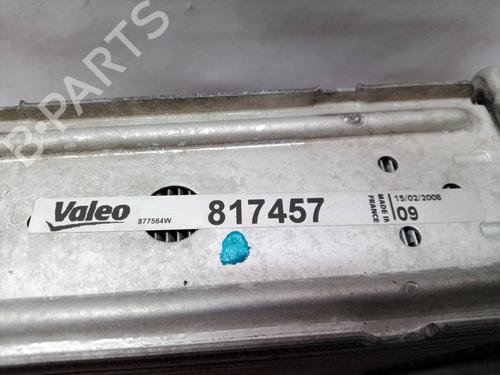 B-PARTS
Valeo
877564W
817457
MADE IN
FRANCE
15/02/2008
09